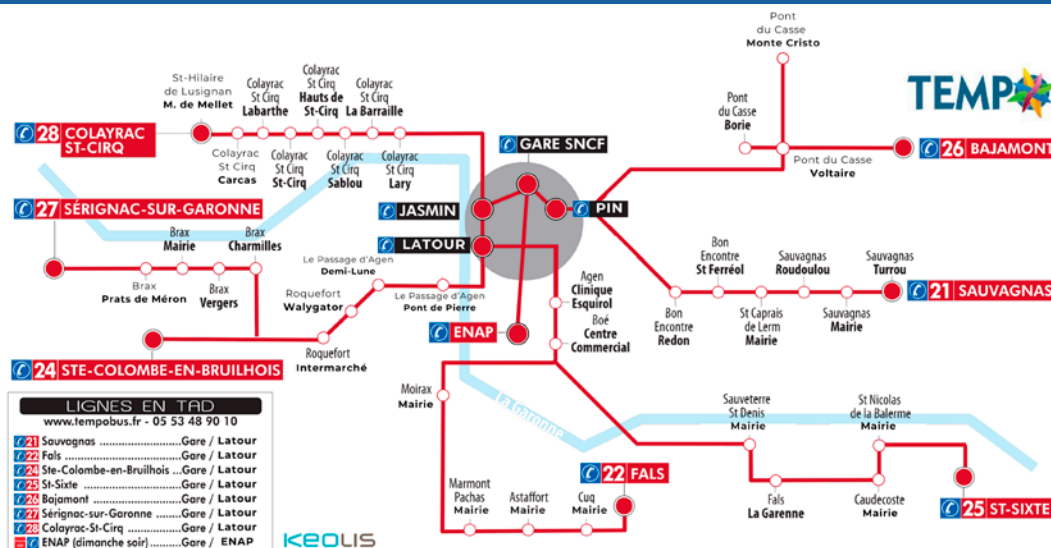 Pont
du Casse
Monte Cristo
TEMPO
St-Hilaire
de Lusignan
M. de Mellet
Colayrac
St Cirq
Labarthe
Colayrac
St Cirq
Hauts de
St-Cirq
Colayrac
St Cirq
La Barraille
28 COLAYRAC
ST-CIRQ
Colayrac
St Cirq
Carcas
Colayrac
St Cirq
St-Cirq
Colayrac
St Cirq
Sablou
Colayrac
St Cirq
Lary
GARE SNCF
Pont
du Casse
Borie
Pont du Casse
Voltaire
26 BAJAMONT
27 SÉRIGNAC-SUR-GARONNE
JASMIN
PIN
LATOUR
Brax
Mairie
Brax
Charmilles
Brax
Prats de Méron
Brax
Vergers
Le Passage d'Agen
Demi-Lune
Roquefort
Walygator
Le Passage d'Agen
Pont de Pierre
Roquefort
Intermarché
ENAP
Agen
Clinique
Esquirol
Boé
Centre
Commercial
Bon
Encontre
St Ferréol
Sauvagnas
Roudoulou
Sauvagnas
Turrou
21 SAUVAGNAS
Bon
Encontre
Redon
St Caprais
de Lerm
Mairie
Sauvagnas
Mairie
24 STE-COLOMBE-EN-BRUILHOIS
Moirax
Mairie
La Garonne
Sauveterre
St Denis
Mairie
St Nicolas
de la Balerme
Mairie
22 FALS
Marmont
Pachas
Mairie
Astaffort
Mairie
Cuq
Mairie
Fals
La Garenne
Caudecoste
Mairie
25 ST-SIXTE
LIGNES EN TAD
www.tempobus.fr - 05 53 48 90 10
21 Sauvagnas ..................Gare / Latour
22 Fals ..................Gare / Latour
24 Ste-Colombe-en-Bruilhois ...Gare / Latour
25 St-Sixte ..................Gare / Latour
26 Bajamont ..................Gare / Latour
27 Sérignac-sur-Garonne ..........Gare / Latour
28 Colayrac-St-Cirq ..............Gare / Latour
ENAP (dimanche soir)..........Gare / ENAP
KEOLIS